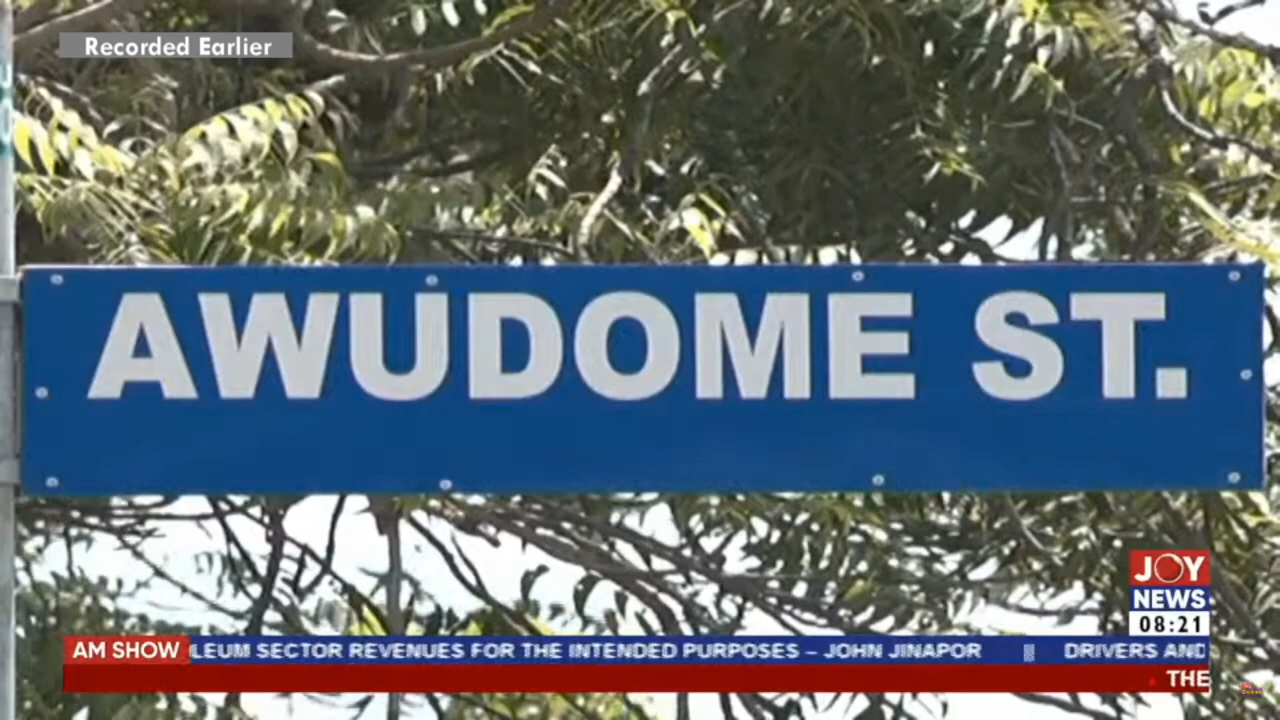 Recorded Earlier
AWUDOME ST.
JOY
NEWS
08:21
AM SHOW
LEUM SECTOR REVENUES FOR THE INTENDED PURPOSES – JOHN JINAPOR DRIVERS AND
THE